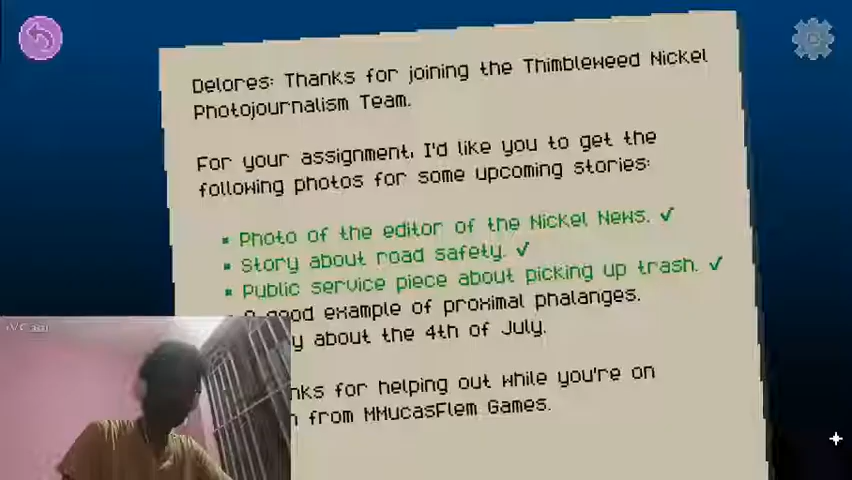 Delores: Thanks for joining the Thimbleweed Nickel
Photojournalism Team.
For your assignment, I'd like you to get the
following photos for some upcoming stories:
▪ Photo of the editor of the Nickel News. ✓
▪ Story about road safety. ✓
▪ Public service piece about picking up trash. ✓
good example of proximal phalanges.
about the 4th of July.
for helping out while you're on
from MMucasFlem Games.